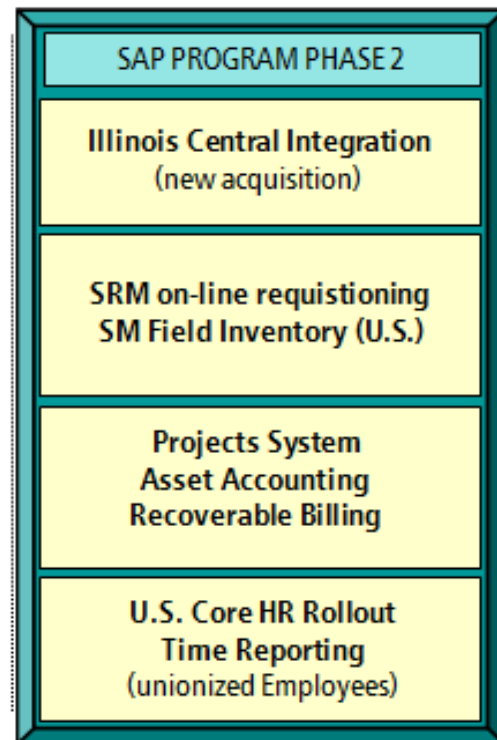 SAP PROGRAM PHASE 2
Illinois Central Integration
(new acquisition)
SRM on-line requistioning
SM Field Inventory (U.S.)
Projects System
Asset Accounting
Recoverable Billing
U.S. Core HR Rollout
Time Reporting
(unionized Employees)